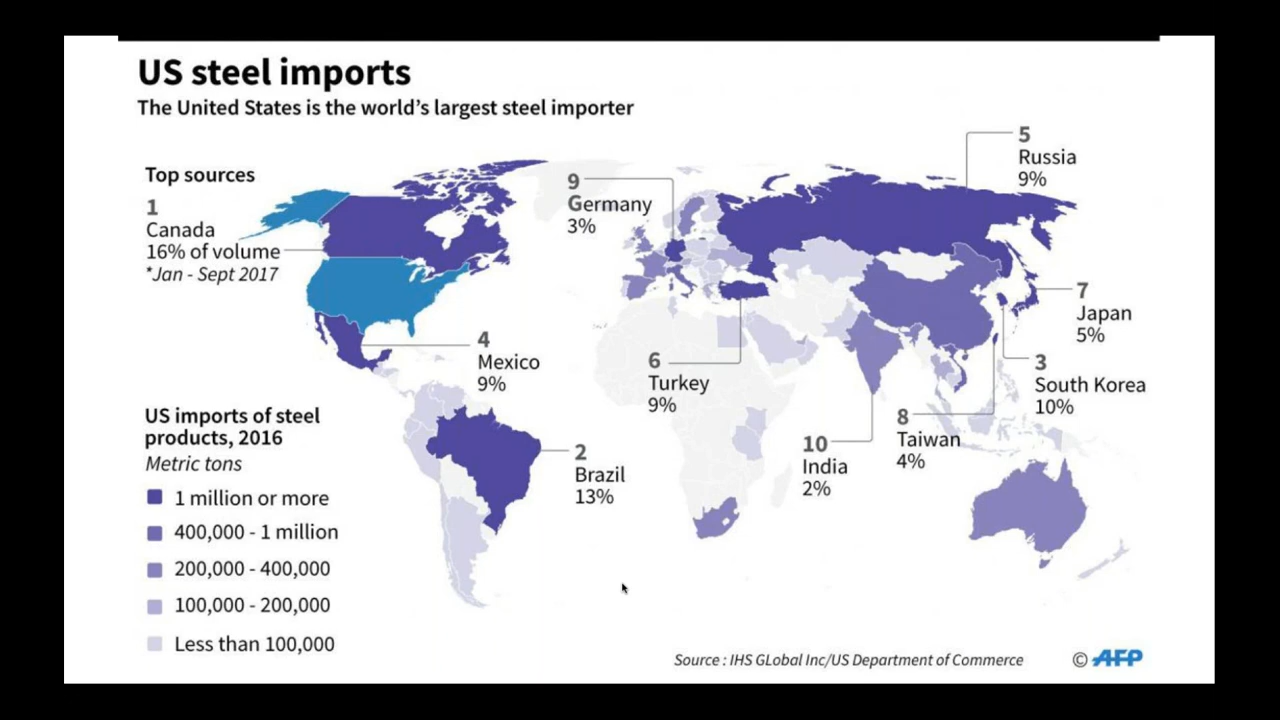 US steel imports
The United States is the world's largest steel importer
Top sources
1
Canada
16% of volume
*Jan - Sept 2017
9
Germany
3%
5
Russia
9%
7
Japan
5%
4
Mexico
9%
6
Turkey
9%
3
South Korea
10%
8
Taiwan
4%
10
India
2%
2
Brazil
13%
US imports of steel
products, 2016
Metric tons
1 million or more
400,000 - 1 million
200,000 - 400,000
100,000 - 200,000
Less than 100,000
Source : IHS GLobal Inc/US Department of Commerce
© AFP